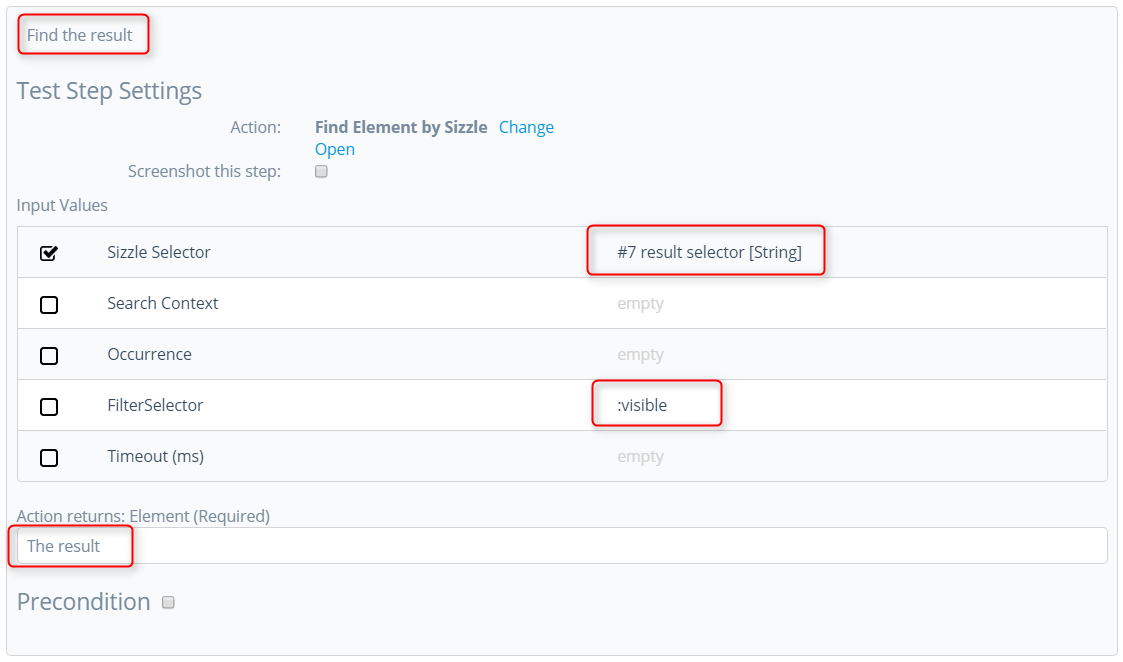 Find the result
Test Step Settings
Action: Find Element by Sizzle Change
Open
Screenshot this step:
Input Values
Sizzle Selector #7 result selector [String]
Search Context empty
Occurrence empty
FilterSelector :visible
Timeout (ms) empty
Action returns: Element (Required)
The result
Precondition